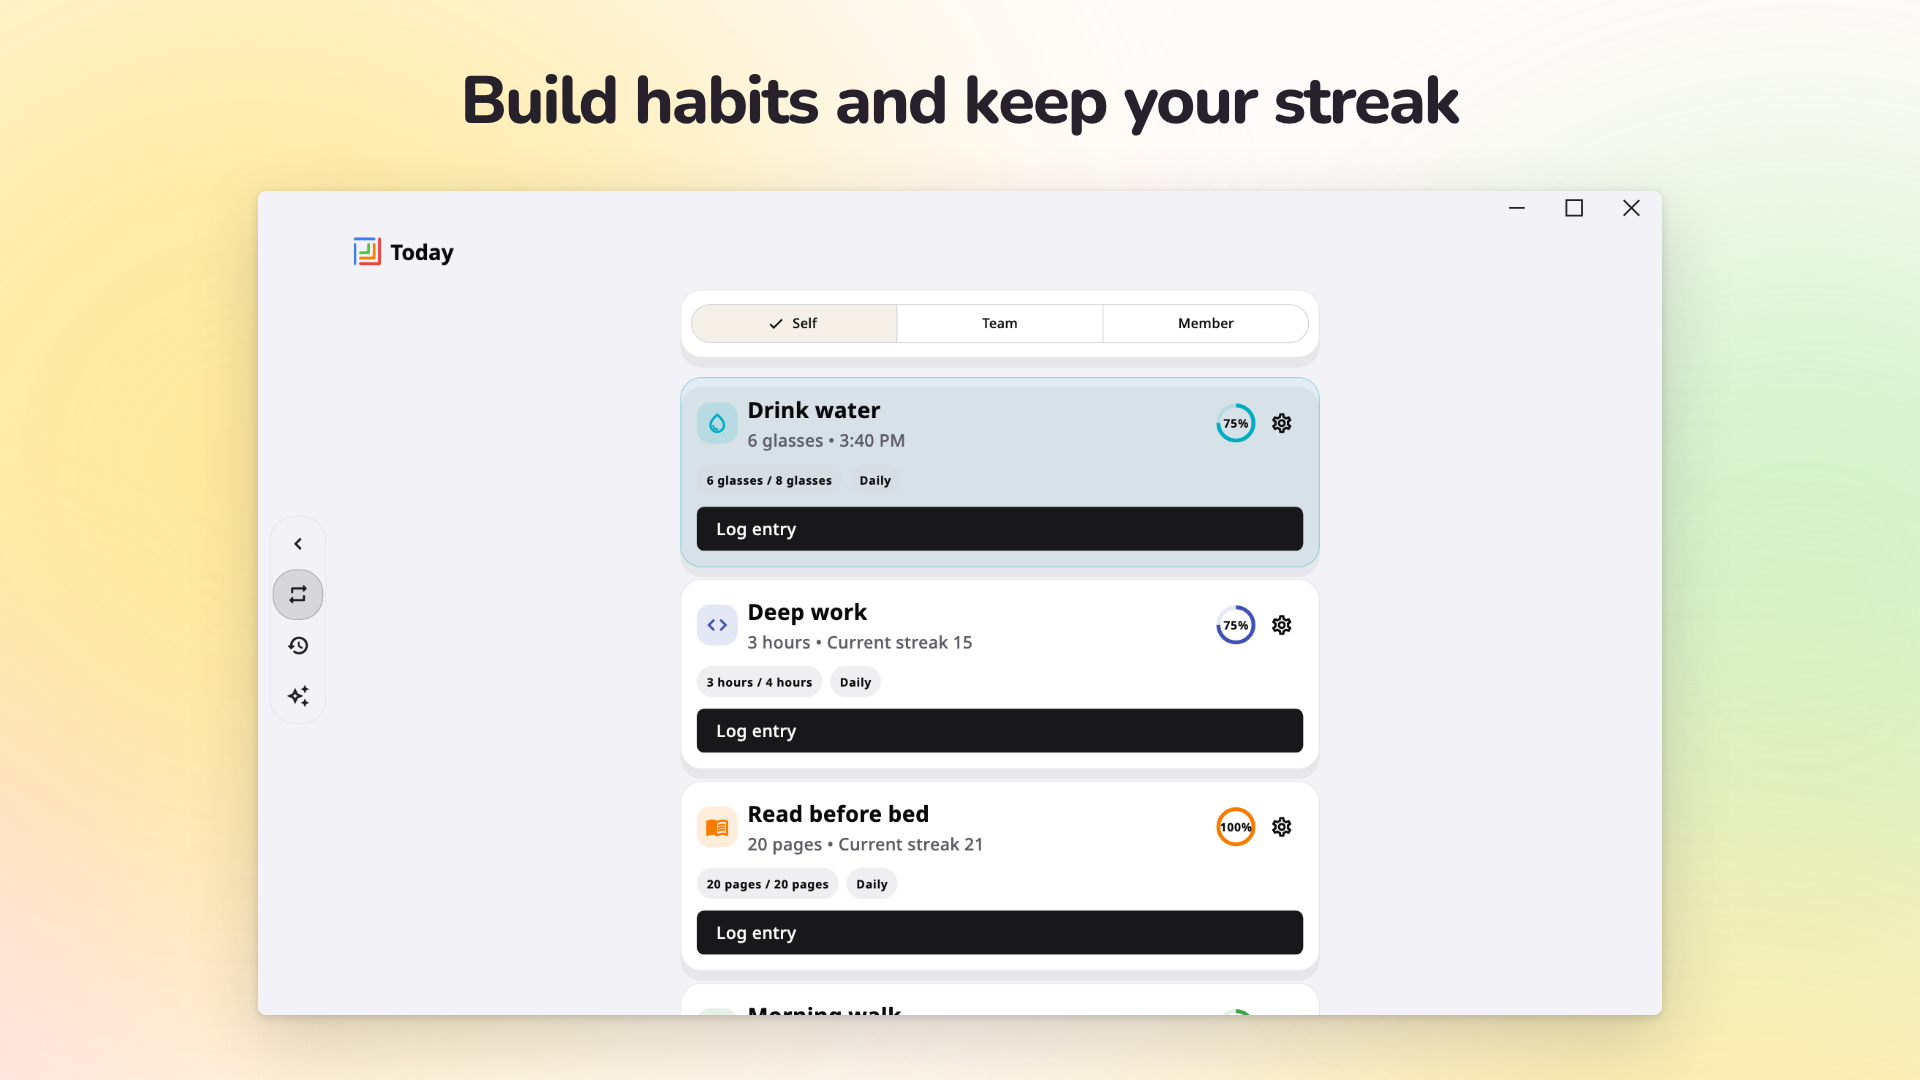 Build habits and keep your streak
Today
Self
Team
Member
Drink water
6 glasses • 3:40 PM
75%
6 glasses / 8 glasses
Daily
Log entry
Deep work
3 hours • Current streak 15
75%
3 hours / 4 hours
Daily
Log entry
Read before bed
20 pages • Current streak 21
100%
20 pages / 20 pages
Daily
Log entry
Morning walk